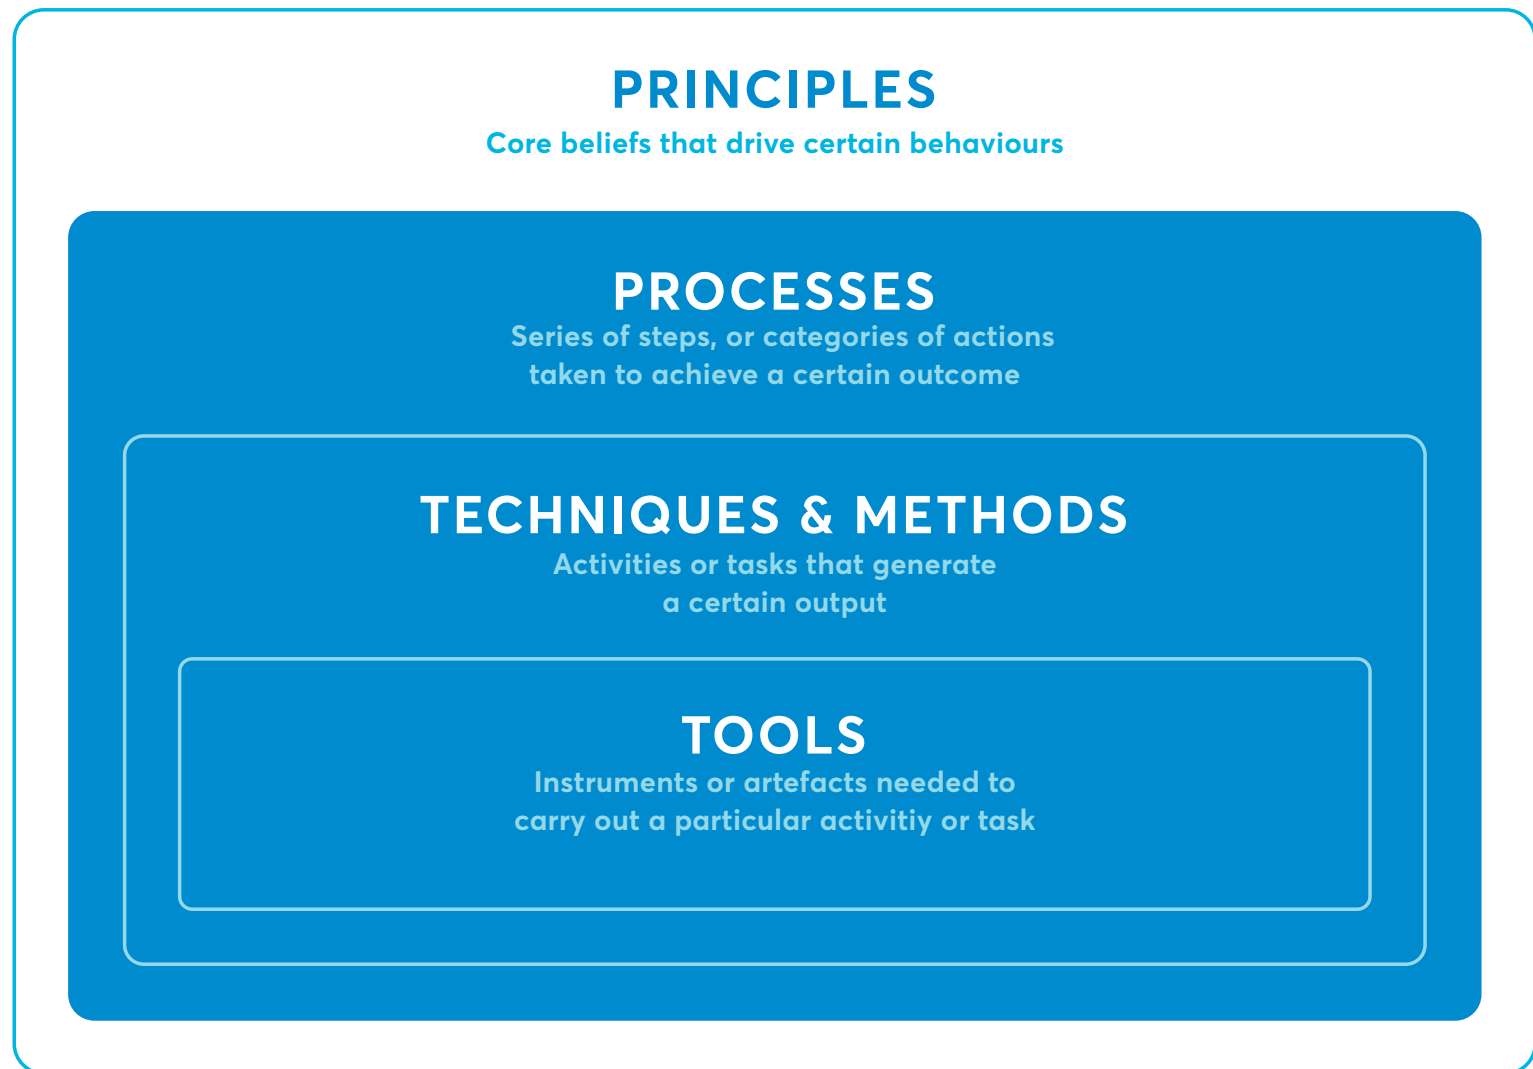 PRINCIPLES
Core beliefs that drive certain behaviours
PROCESSES
Series of steps, or categories of actions
taken to achieve a certain outcome
TECHNIQUES & METHODS
Activities or tasks that generate
a certain output
TOOLS
Instruments or artefacts needed to
carry out a particular activitiy or task